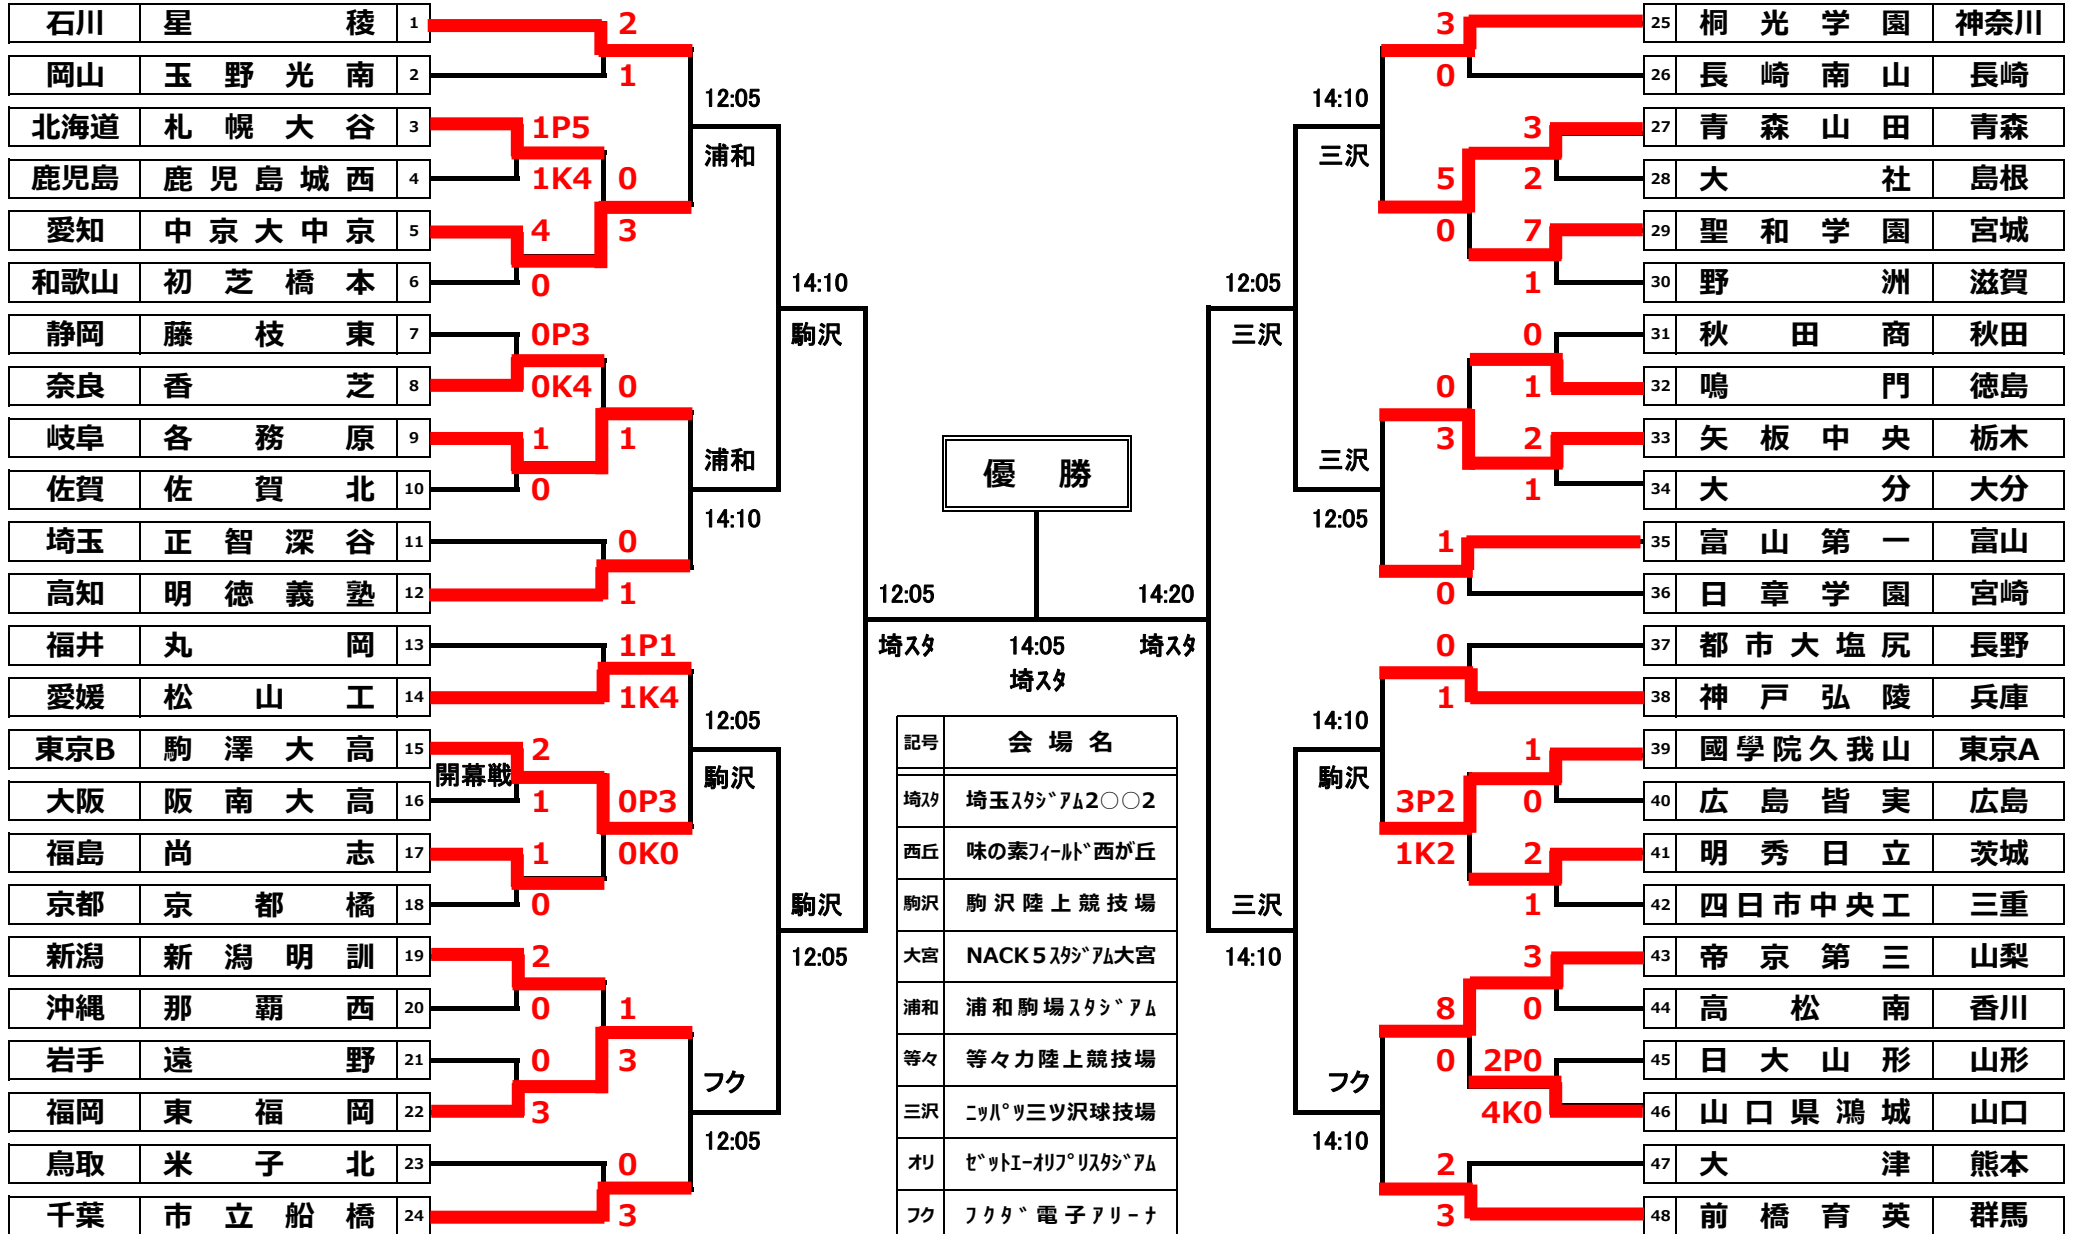 石川 星稜 1 2
岡山 玉野光南 2 1
12:05
北海道 札幌大谷 3 1P5
浦和
鹿児島 鹿児島城西 4 1K4 0
愛知 中京大中京 5 4 3
和歌山 初芝橋本 6 0
14:10
静岡 藤枝東 7 0P3
駒沢
奈良 香芝 8 0K4 0
岐阜 各務原 9 1 1
浦和
佐賀 佐賀北 10 0
14:10
埼玉 正智深谷 11 0
高知 明徳義塾 12 1
12:05
埼スタ
福井 丸岡 13 1P1
愛媛 松山工 14 1K4
12:05
東京B 駒澤大高 15 2
開幕戦
駒沢
大阪 阪南大高 16 1 0P3
福島 尚志 17 1 0K0
京都 京都橘 18 0
駒沢
新潟 新潟明訓 19 2
12:05
沖縄 那覇西 20 0 1
岩手 遠野 21 0 3
フク
福岡 東福岡 22 3
12:05
鳥取 米子北 23 0
千葉 市立船橋 24 3
優勝
14:05
埼スタ
記号 会場名
埼スタ 埼玉スタジアム2○○2
西丘 味の素フィールド西が丘
駒沢 駒沢陸上競技場
大宮 NACK5スタジアム大宮
浦和 浦和駒場スタジアム
等々 等々力陸上競技場
三沢 ニッパツ三ツ沢球技場
オリ ゼットエーオリプリスタジアム
フク フクダ電子アリーナ
3 25 桐光学園 神奈川
0 26 長崎南山 長崎
14:10
3 27 青森山田 青森
三沢
5 2 28 大社 島根
0 7 29 聖和学園 宮城
1 30 野洲 滋賀
12:05
0 31 秋田商 秋田
三沢
0 1 32 鳴門 徳島
3 2 33 矢板中央 栃木
三沢
1 34 大分 大分
12:05
1 35 富山第一 富山
0 36 日章学園 宮崎
14:20
埼スタ
0 37 都市大塩尻 長野
1 38 神戸弘陵 兵庫
14:10
1 39 國學院久我山 東京A
駒沢
3P2 0 40 広島皆実 広島
1K2 2 41 明秀日立 茨城
1 42 四日市中央工 三重
三沢
3 43 帝京第三 山梨
14:10
8 0 44 高松南 香川
0 2P0 45 日大山形 山形
フク
4K0 46 山口県鴻城 山口
14:10
2 47 大津 熊本
3 48 前橋育英 群馬